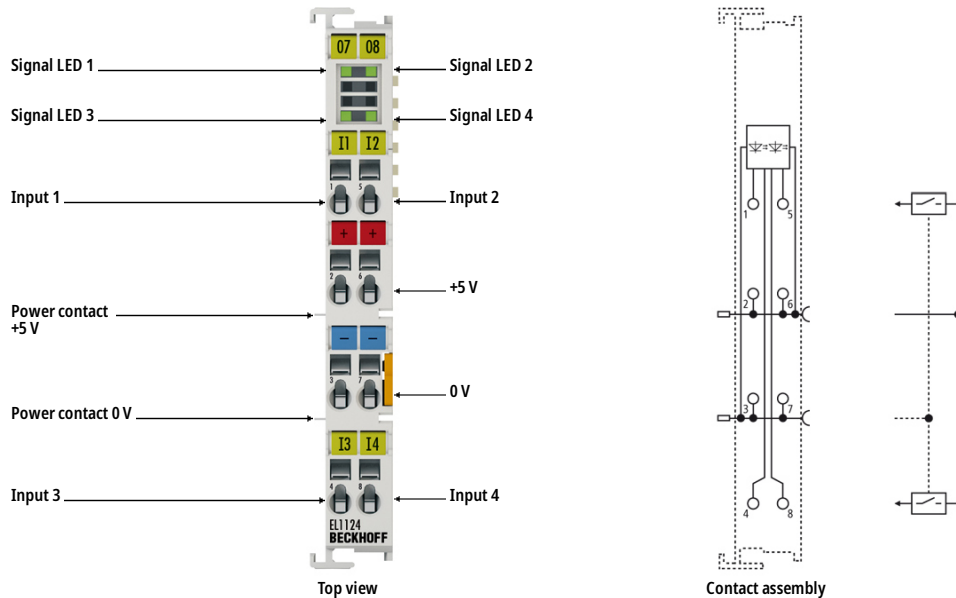 07 08
Signal LED 1
Signal LED 2
Signal LED 3
Signal LED 4
I1 I2
1 5
Input 1
Input 2
+ +
2 6
+5 V
Power contact
+5 V
− −
3 7
0 V
Power contact 0 V
I3 I4
4 8
Input 3
Input 4
EL1124
BECKHOFF
Top view
1 5
2 6
3 7
4 8
Contact assembly